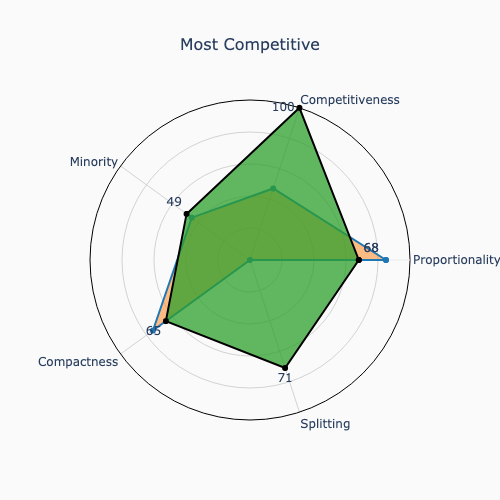 Most Competitive
100
Competitiveness
Minority
49
68
Proportionality
65
Compactness
71
Splitting